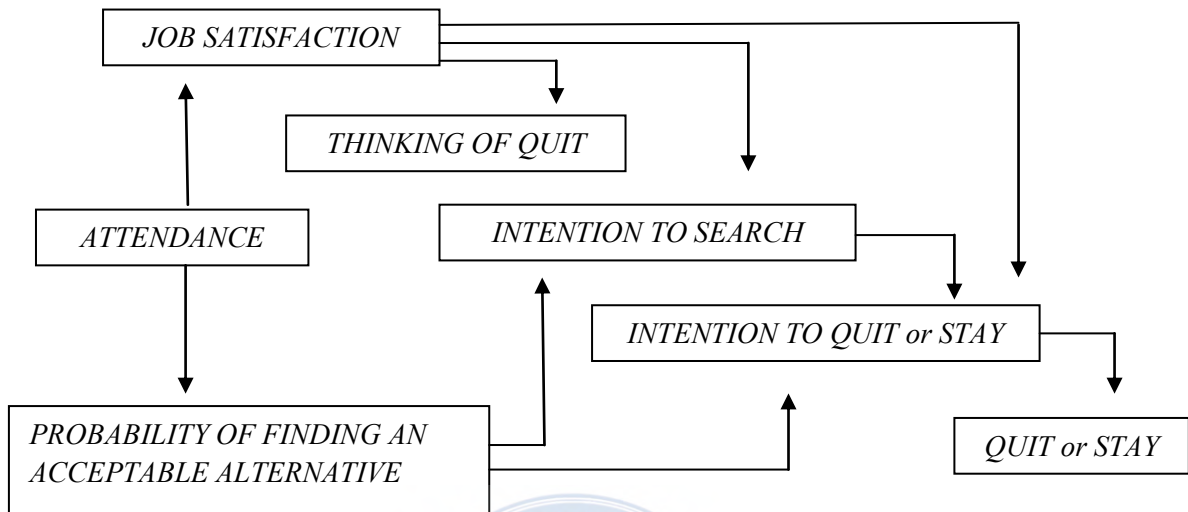 JOB SATISFACTION
THINKING OF QUIT
ATTENDANCE
INTENTION TO SEARCH
INTENTION TO QUIT or STAY
PROBABILITY OF FINDING AN
ACCEPTABLE ALTERNATIVE
QUIT or STAY